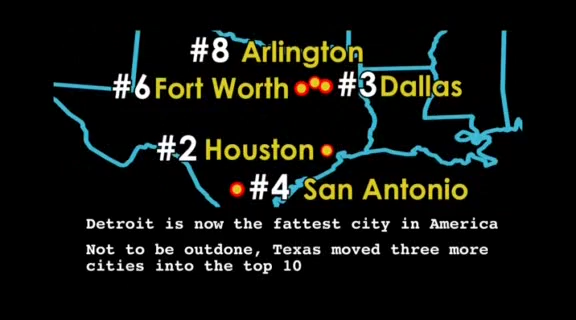 #8 Arlington
#6 Fort Worth #3 Dallas
#2 Houston
#4 San Antonio
Detroit is now the fattest city in America
Not to be outdone, Texas moved three more
cities into the top 10